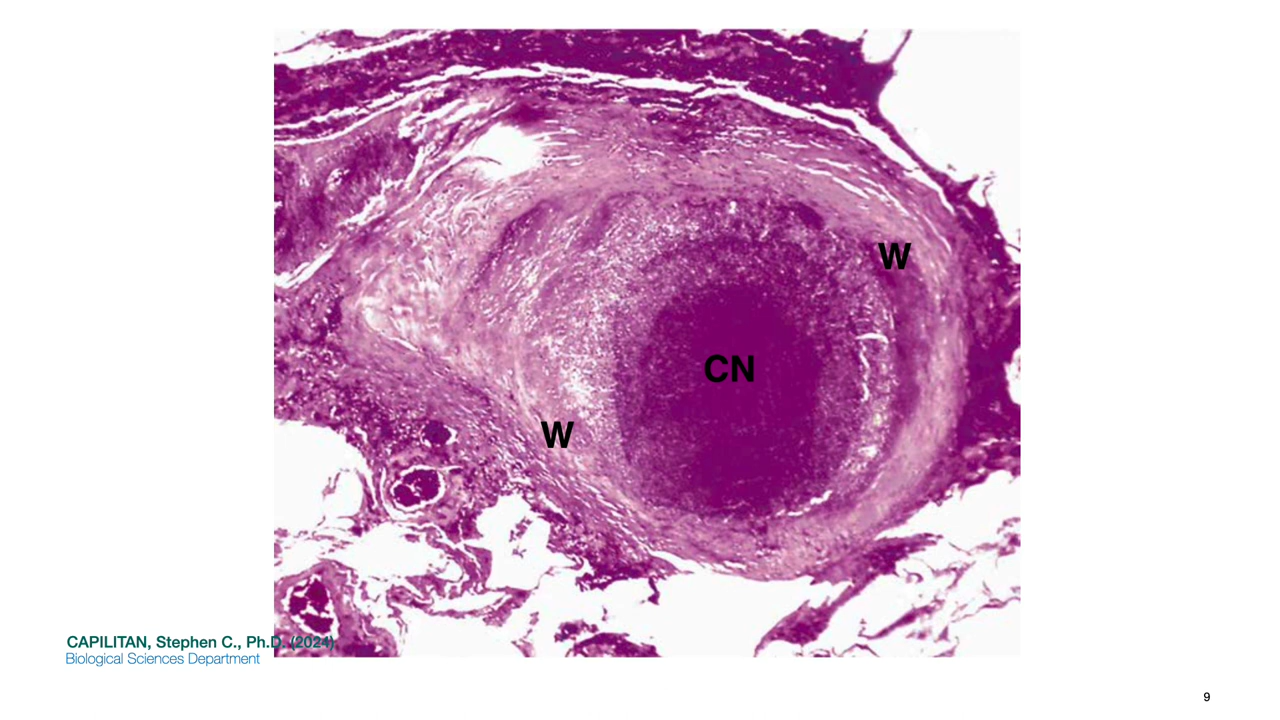 W
CN
W
CAPILITAN, Stephen C., Ph.D. (2024)
Biological Sciences Department
9